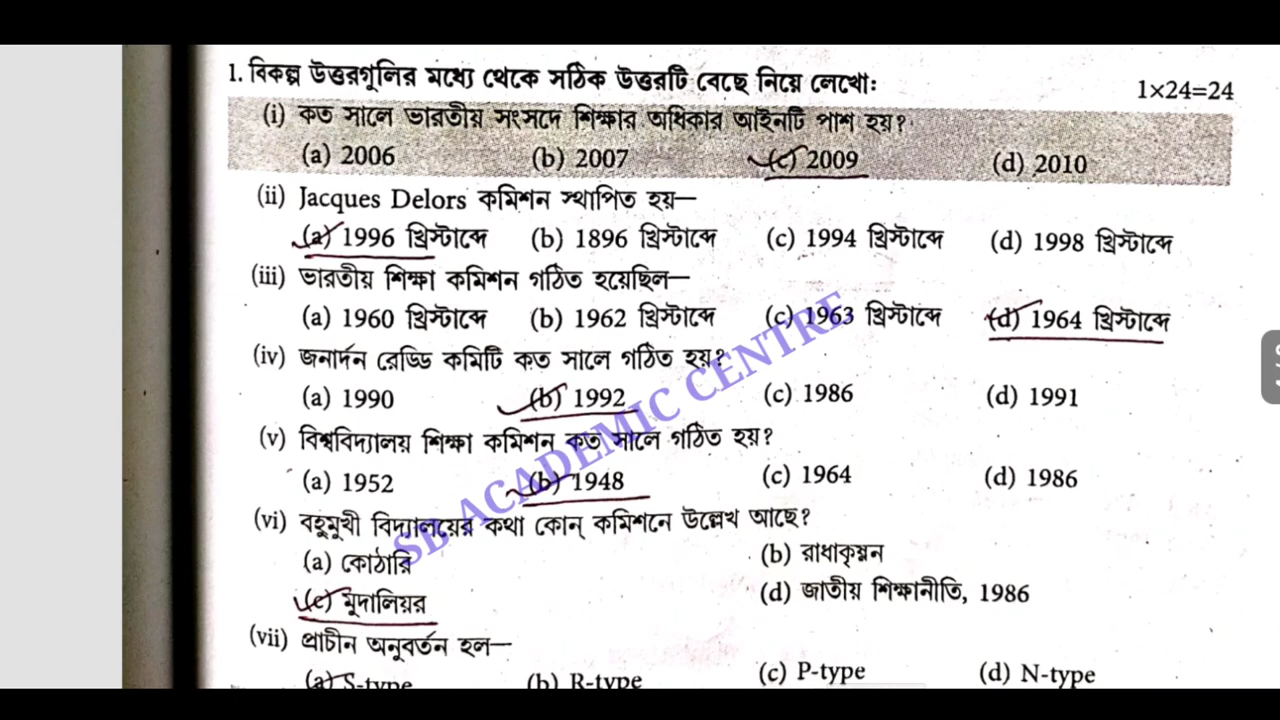 1. বিকল্প উত্তরগুলির মধ্যে থেকে সঠিক উত্তরটি বেছে নিয়ে লেখোঃ 1×24=24
(i) কত সালে ভারতীয় সংসদে শিক্ষার অধিকার আইনটি পাশ হয়?
(a) 2006 (b) 2007 (c) 2009 (d) 2010
(ii) Jacques Delors কমিশন স্থাপিত হয়—
(a) 1996 খ্রিস্টাব্দে (b) 1896 খ্রিস্টাব্দে (c) 1994 খ্রিস্টাব্দে (d) 1998 খ্রিস্টাব্দে
(iii) ভারতীয় শিক্ষা কমিশন গঠিত হয়েছিল—
(a) 1960 খ্রিস্টাব্দে (b) 1962 খ্রিস্টাব্দে (c) 1963 খ্রিস্টাব্দে (d) 1964 খ্রিস্টাব্দে
(iv) জনার্দন রেড্ডি কমিটি কত সালে গঠিত হয়?
(a) 1990 (b) 1992 (c) 1986 (d) 1991
(v) বিশ্ববিদ্যালয় শিক্ষা কমিশন কত সালে গঠিত হয়?
(a) 1952 (b) 1948 (c) 1964 (d) 1986
(vi) বহুমুখী বিদ্যালয়ের কথা কোন্ কমিশনে উল্লেখ আছে?
(a) কোঠারি (b) রাধাকৃষ্নন
(c) মুদালিয়র (d) জাতীয় শিক্ষানীতি, 1986
(vii) প্রাচীন অনুবর্তন হল—
(a) S-type (b) R-type (c) P-type (d) N-type
SB ACADEMIC CENTRE